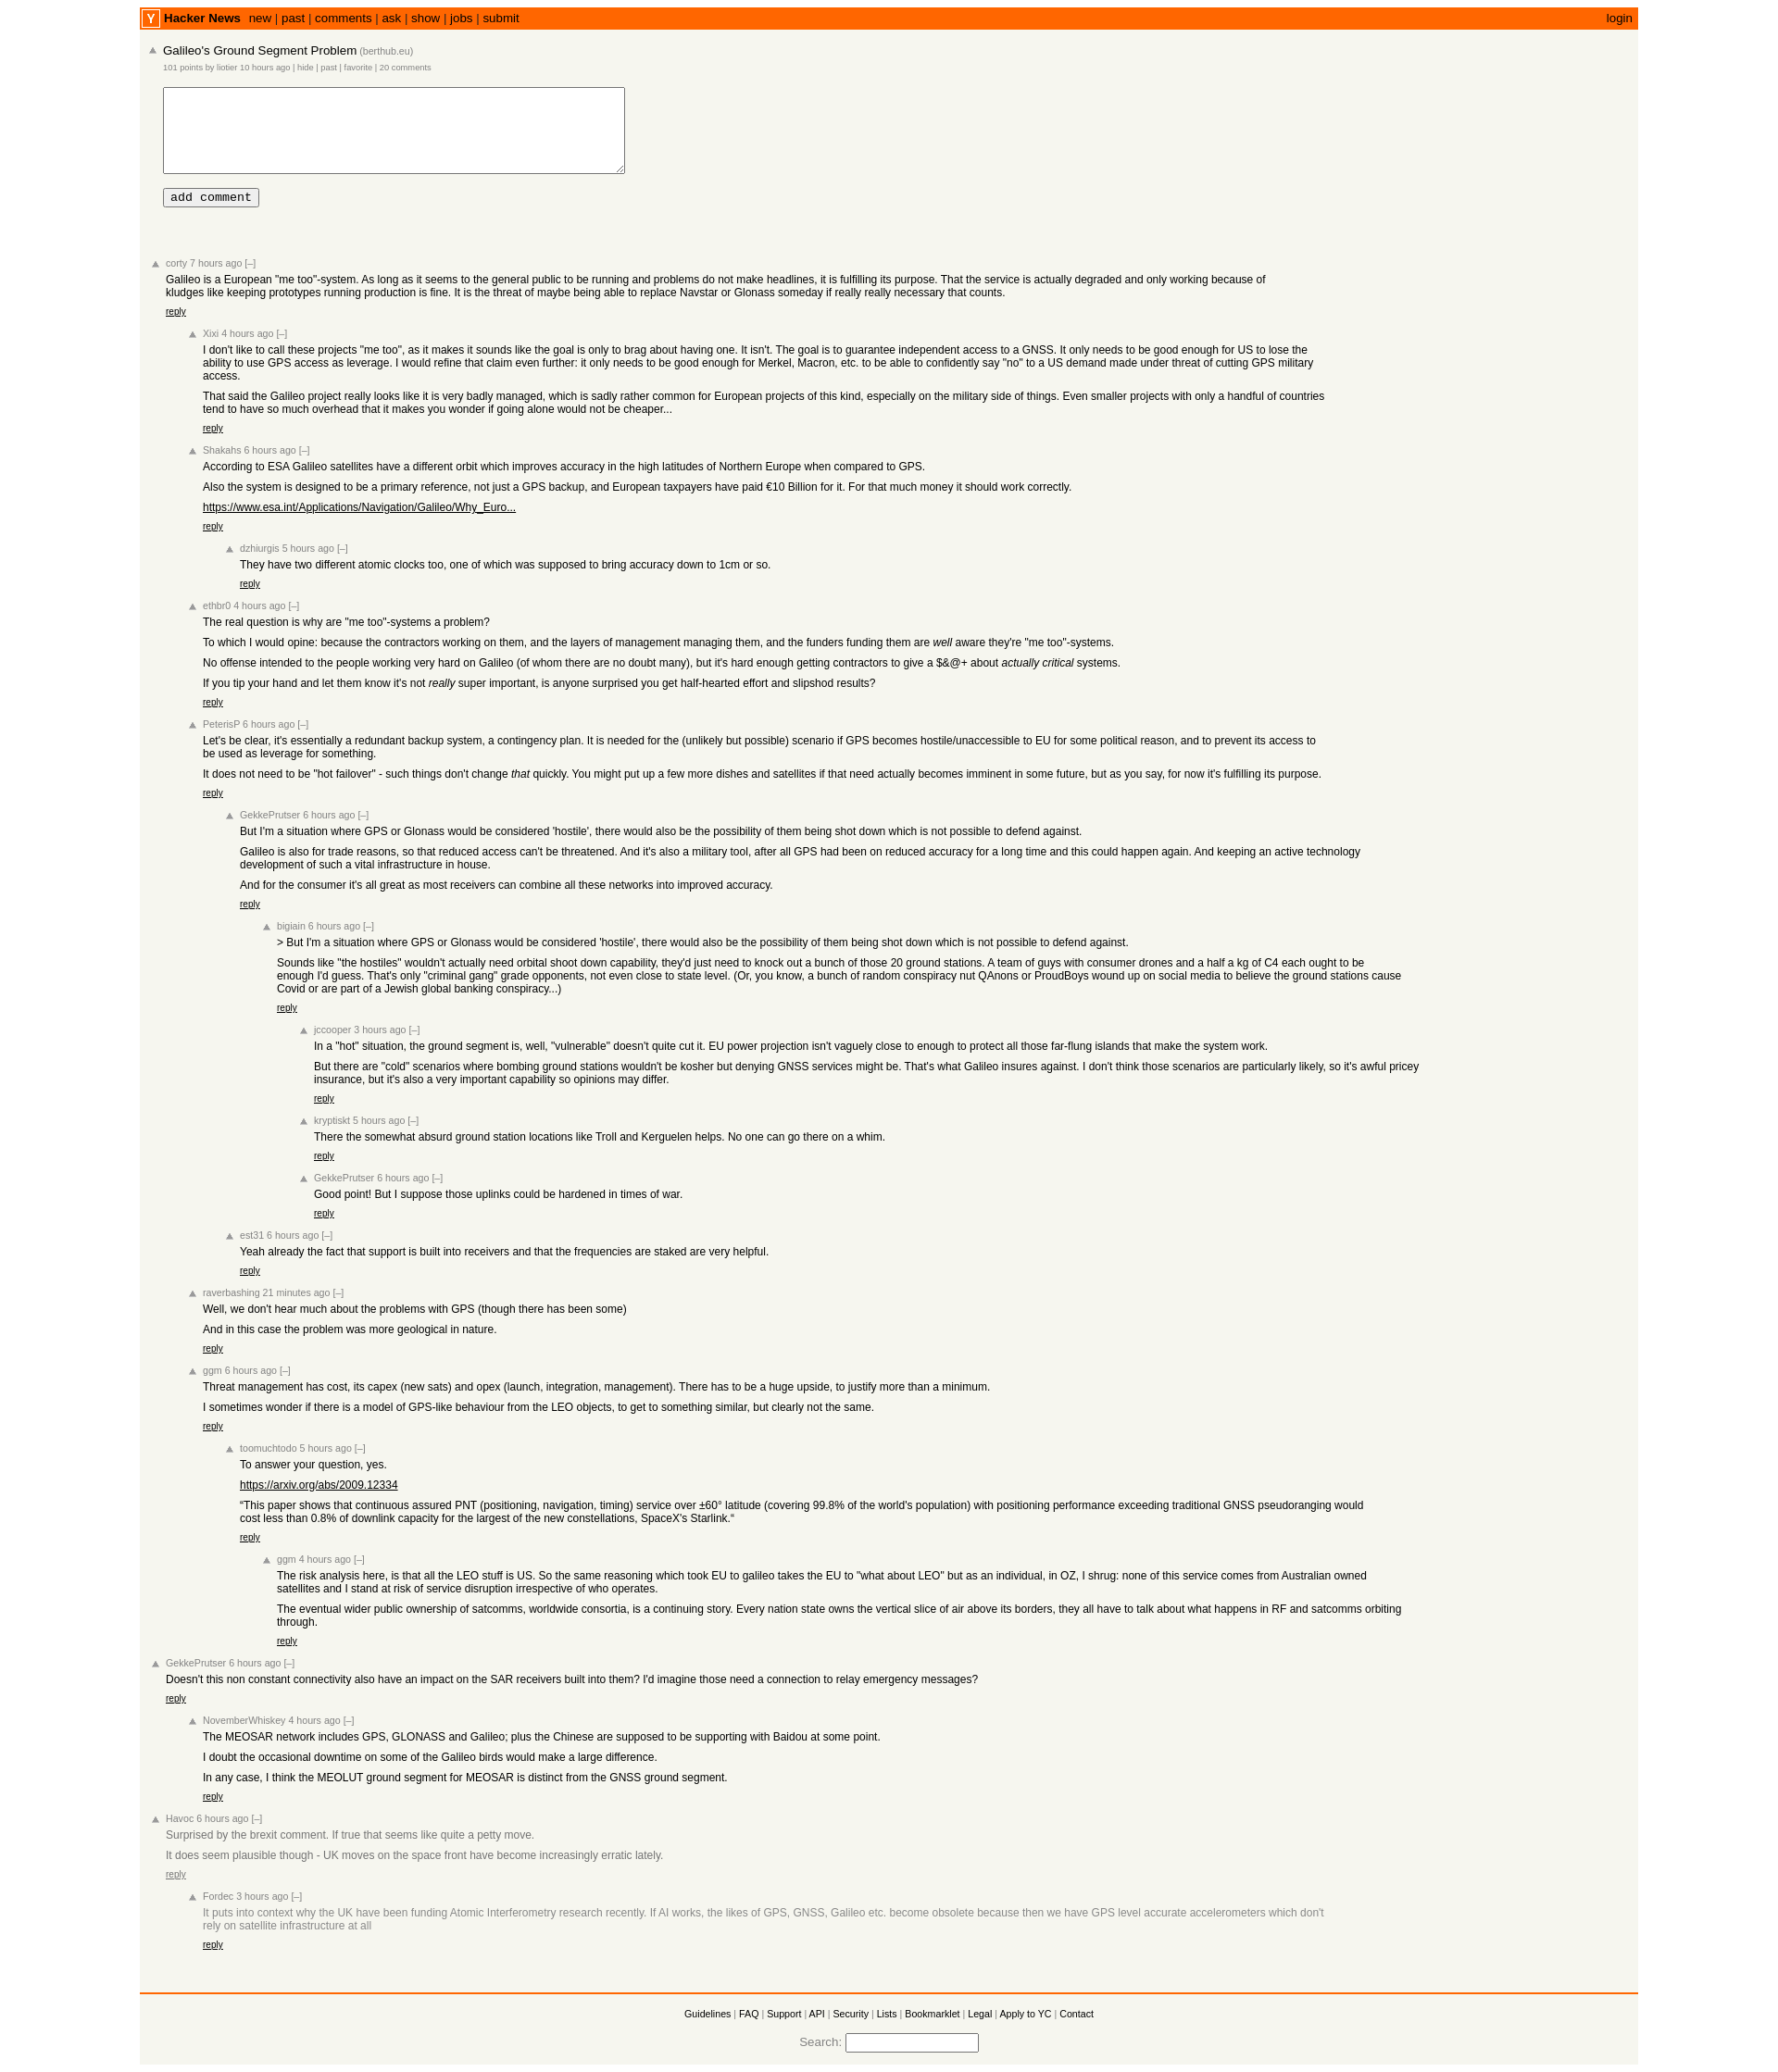 Y Hacker News new | past | comments | ask | show | jobs | submit login
Galileo's Ground Segment Problem (berthub.eu)
101 points by liotier 10 hours ago | hide | past | favorite | 20 comments
add comment
corty 7 hours ago [–]
Galileo is a European "me too"-system. As long as it seems to the general public to be running and problems do not make headlines, it is fulfilling its purpose. That the service is actually degraded and only working because of
kludges like keeping prototypes running production is fine. It is the threat of maybe being able to replace Navstar or Glonass someday if really really necessary that counts.
reply
Xixi 4 hours ago [–]
I don't like to call these projects "me too", as it makes it sounds like the goal is only to brag about having one. It isn't. The goal is to guarantee independent access to a GNSS. It only needs to be good enough for US to lose the
ability to use GPS access as leverage. I would refine that claim even further: it only needs to be good enough for Merkel, Macron, etc. to be able to confidently say "no" to a US demand made under threat of cutting GPS military
access.
That said the Galileo project really looks like it is very badly managed, which is sadly rather common for European projects of this kind, especially on the military side of things. Even smaller projects with only a handful of countries
tend to have so much overhead that it makes you wonder if going alone would not be cheaper...
reply
Shakahs 6 hours ago [–]
According to ESA Galileo satellites have a different orbit which improves accuracy in the high latitudes of Northern Europe when compared to GPS.
Also the system is designed to be a primary reference, not just a GPS backup, and European taxpayers have paid €10 Billion for it. For that much money it should work correctly.
https://www.esa.int/Applications/Navigation/Galileo/Why_Euro...
reply
dzhiurgis 5 hours ago [–]
They have two different atomic clocks too, one of which was supposed to bring accuracy down to 1cm or so.
reply
ethbr0 4 hours ago [–]
The real question is why are "me too"-systems a problem?
To which I would opine: because the contractors working on them, and the layers of management managing them, and the funders funding them are well aware they're "me too"-systems.
No offense intended to the people working very hard on Galileo (of whom there are no doubt many), but it's hard enough getting contractors to give a $&@+ about actually critical systems.
If you tip your hand and let them know it's not really super important, is anyone surprised you get half-hearted effort and slipshod results?
reply
PeterisP 6 hours ago [–]
Let's be clear, it's essentially a redundant backup system, a contingency plan. It is needed for the (unlikely but possible) scenario if GPS becomes hostile/unaccessible to EU for some political reason, and to prevent its access to
be used as leverage for something.
It does not need to be "hot failover" - such things don't change that quickly. You might put up a few more dishes and satellites if that need actually becomes imminent in some future, but as you say, for now it's fulfilling its purpose.
reply
GekkePrutser 6 hours ago [–]
But I'm a situation where GPS or Glonass would be considered 'hostile', there would also be the possibility of them being shot down which is not possible to defend against.
Galileo is also for trade reasons, so that reduced access can't be threatened. And it's also a military tool, after all GPS had been on reduced accuracy for a long time and this could happen again. And keeping an active technology
development of such a vital infrastructure in house.
And for the consumer it's all great as most receivers can combine all these networks into improved accuracy.
reply
bigiain 6 hours ago [–]
> But I'm a situation where GPS or Glonass would be considered 'hostile', there would also be the possibility of them being shot down which is not possible to defend against.
Sounds like "the hostiles" wouldn't actually need orbital shoot down capability, they'd just need to knock out a bunch of those 20 ground stations. A team of guys with consumer drones and a half a kg of C4 each ought to be
enough I'd guess. That's only "criminal gang" grade opponents, not even close to state level. (Or, you know, a bunch of random conspiracy nut QAnons or ProudBoys wound up on social media to believe the ground stations cause
Covid or are part of a Jewish global banking conspiracy...)
reply
jccooper 3 hours ago [–]
In a "hot" situation, the ground segment is, well, "vulnerable" doesn't quite cut it. EU power projection isn't vaguely close to enough to protect all those far-flung islands that make the system work.
But there are "cold" scenarios where bombing ground stations wouldn't be kosher but denying GNSS services might be. That's what Galileo insures against. I don't think those scenarios are particularly likely, so it's awful pricey
insurance, but it's also a very important capability so opinions may differ.
reply
kryptiskt 5 hours ago [–]
There the somewhat absurd ground station locations like Troll and Kerguelen helps. No one can go there on a whim.
reply
GekkePrutser 6 hours ago [–]
Good point! But I suppose those uplinks could be hardened in times of war.
reply
est31 6 hours ago [–]
Yeah already the fact that support is built into receivers and that the frequencies are staked are very helpful.
reply
raverbashing 21 minutes ago [–]
Well, we don't hear much about the problems with GPS (though there has been some)
And in this case the problem was more geological in nature.
reply
ggm 6 hours ago [–]
Threat management has cost, its capex (new sats) and opex (launch, integration, management). There has to be a huge upside, to justify more than a minimum.
I sometimes wonder if there is a model of GPS-like behaviour from the LEO objects, to get to something similar, but clearly not the same.
reply
toomuchtodo 5 hours ago [–]
To answer your question, yes.
https://arxiv.org/abs/2009.12334
“This paper shows that continuous assured PNT (positioning, navigation, timing) service over ±60° latitude (covering 99.8% of the world's population) with positioning performance exceeding traditional GNSS pseudoranging would
cost less than 0.8% of downlink capacity for the largest of the new constellations, SpaceX's Starlink.“
reply
ggm 4 hours ago [–]
The risk analysis here, is that all the LEO stuff is US. So the same reasoning which took EU to galileo takes the EU to "what about LEO" but as an individual, in OZ, I shrug: none of this service comes from Australian owned
satellites and I stand at risk of service disruption irrespective of who operates.
The eventual wider public ownership of satcomms, worldwide consortia, is a continuing story. Every nation state owns the vertical slice of air above its borders, they all have to talk about what happens in RF and satcomms orbiting
through.
reply
GekkePrutser 6 hours ago [–]
Doesn't this non constant connectivity also have an impact on the SAR receivers built into them? I'd imagine those need a connection to relay emergency messages?
reply
NovemberWhiskey 4 hours ago [–]
The MEOSAR network includes GPS, GLONASS and Galileo; plus the Chinese are supposed to be supporting with Baidou at some point.
I doubt the occasional downtime on some of the Galileo birds would make a large difference.
In any case, I think the MEOLUT ground segment for MEOSAR is distinct from the GNSS ground segment.
reply
Havoc 6 hours ago [–]
Surprised by the brexit comment. If true that seems like quite a petty move.
It does seem plausible though - UK moves on the space front have become increasingly erratic lately.
reply
Fordec 3 hours ago [–]
It puts into context why the UK have been funding Atomic Interferometry research recently. If AI works, the likes of GPS, GNSS, Galileo etc. become obsolete because then we have GPS level accurate accelerometers which don't
rely on satellite infrastructure at all
reply
Guidelines | FAQ | Support | API | Security | Lists | Bookmarklet | Legal | Apply to YC | Contact
Search: